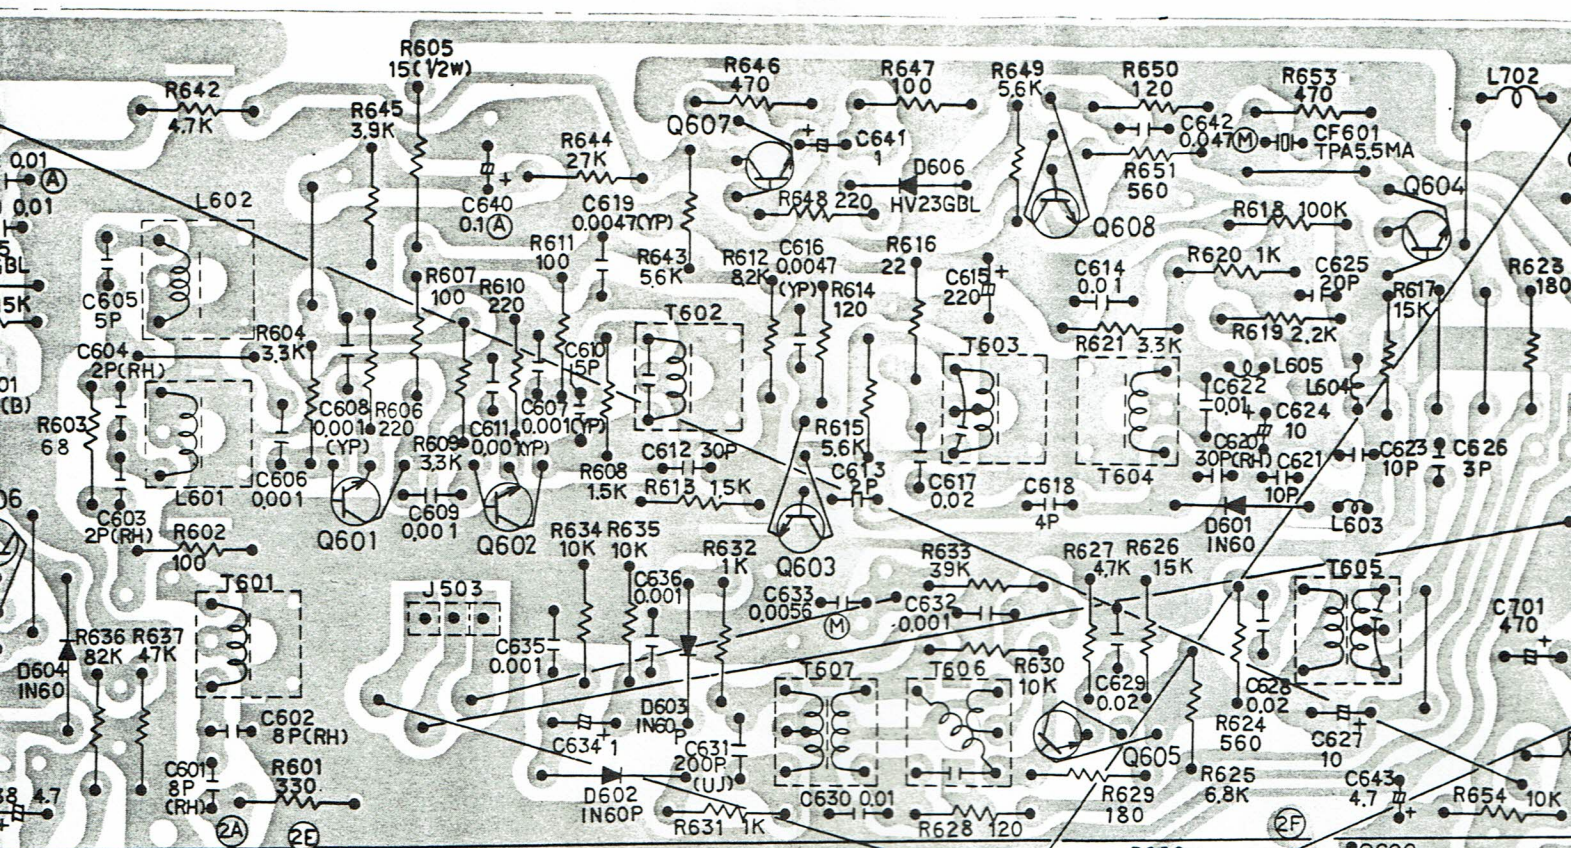 R605
15(1/2W)
R642
4.7K
R645
3.9K
R646
470
R647
100
R649
5.6K
R650
120
R653
470
L702
Q607
C641
1
C642
0.047(M)
CF601
TPA5.5MA
R644
27K
D606
HV23GBL
R651
560
Q604
0.01
(A)
0.01
L602
C640
0.1(A)
C619
0.0047(YP)
R648 220
Q608
R618 100K
R611
100
R643
5.6K
R612
82K
C616
0.0047
(YP)
R616
22
C615
220
C614
0.01
R620 1K
C625
20P
R623
180
GBL
15K
C605
5P
R607
100
R610
220
R614
120
R617
15K
T602
R619 2.2K
R604
3.3K
C604
2P(RH)
C610
15P
T603
R621 3.3K
L605
L604
C622
0.01
C624
10
01
(B)
R603
68
C608
0.001
(YP)
R606
220
R609
3.3K
C611
0.001(YP)
C607
0.001(YP)
R615
5.6K
C620
30P(RH)
C621
10P
C623
10P
C626
3P
L601
C606
0.001
R608
1.5K
C612 30P
R613 1.5K
C613
2P
C617
0.02
C618
4P
T604
C603
2P(RH)
R602
100
Q601
C609
0.001
Q602
Q603
D601
IN60
L603
R634
10K
R635
10K
R632
1K
R633
39K
R627
4.7K
R626
15K
T605
T601
J503
C636
0.001
C633
0.0056
(M)
C632
0.001
C701
470
R636
82K
R637
47K
C635
0.001
D604
IN60
T607
T606
R630
10K
C629
0.02
C628
0.02
D603
IN60P
R624
560
C627
10
C602
8P(RH)
C634 1
C631
200P
(UJ)
Q605
C601
8P
(RH)
R601
330
D602
IN60P
R625
6.8K
C643
4.7
4.7
R631 1K
C630 0.01
R628 120
R629
180
R654 10K
(2A)
(2E)
(2F)